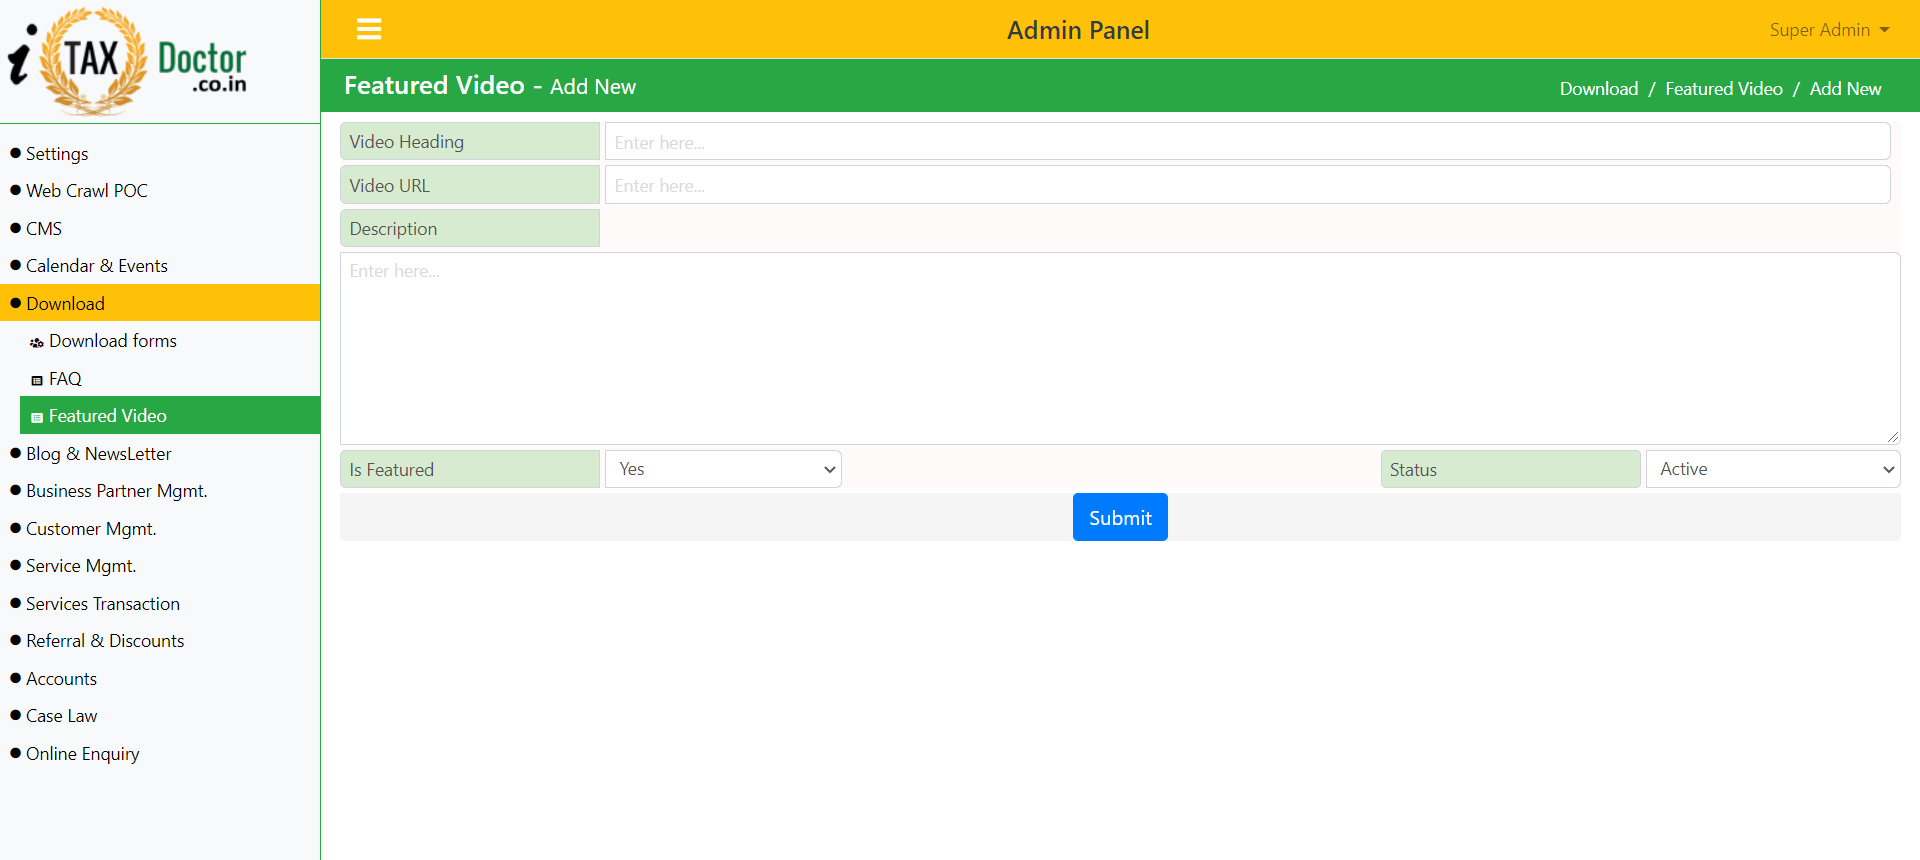 i TAX Doctor
.co.in
Admin Panel
Super Admin
Featured Video - Add New
Download / Featured Video / Add New
Settings
Web Crawl POC
CMS
Calendar & Events
Download
Download forms
FAQ
Featured Video
Blog & NewsLetter
Business Partner Mgmt.
Customer Mgmt.
Service Mgmt.
Services Transaction
Referral & Discounts
Accounts
Case Law
Online Enquiry
Video Heading Enter here...
Video URL Enter here...
Description
Enter here...
Is Featured Yes Status Active
Submit